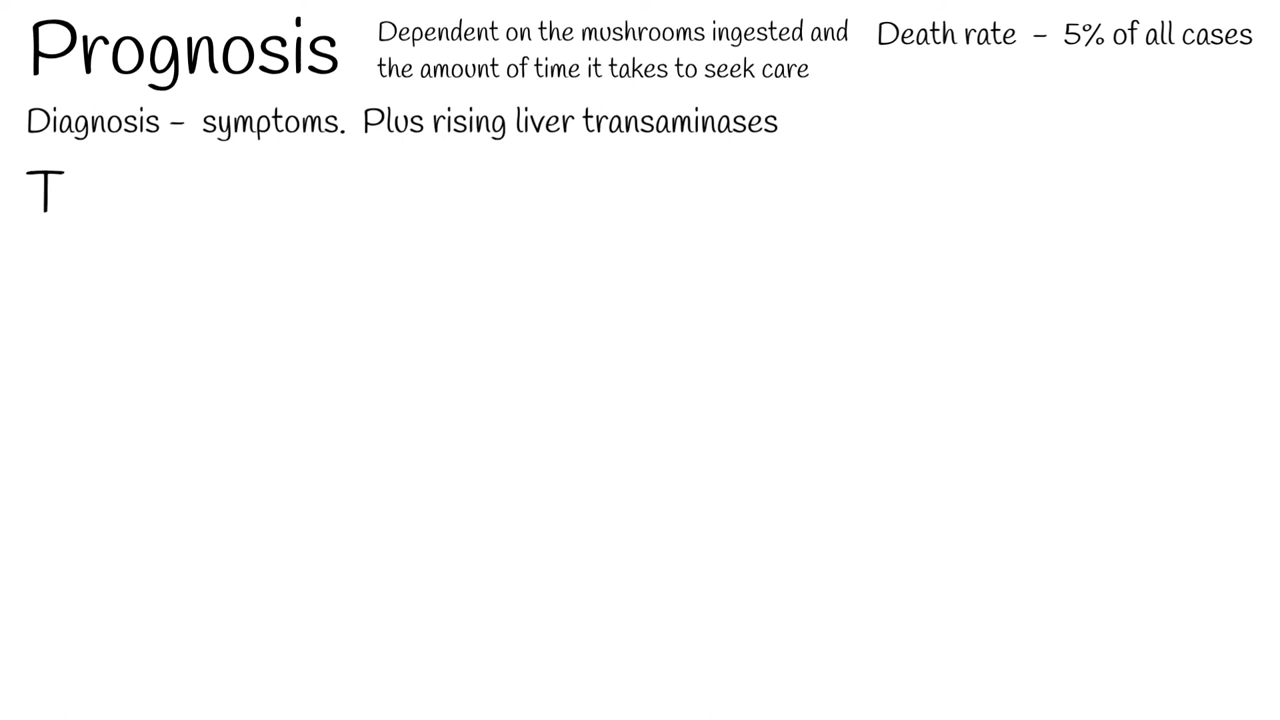 Prognosis
Dependent on the mushrooms ingested and
the amount of time it takes to seek care
Death rate - 5% of all cases
Diagnosis - symptoms. Plus rising liver transaminases
T